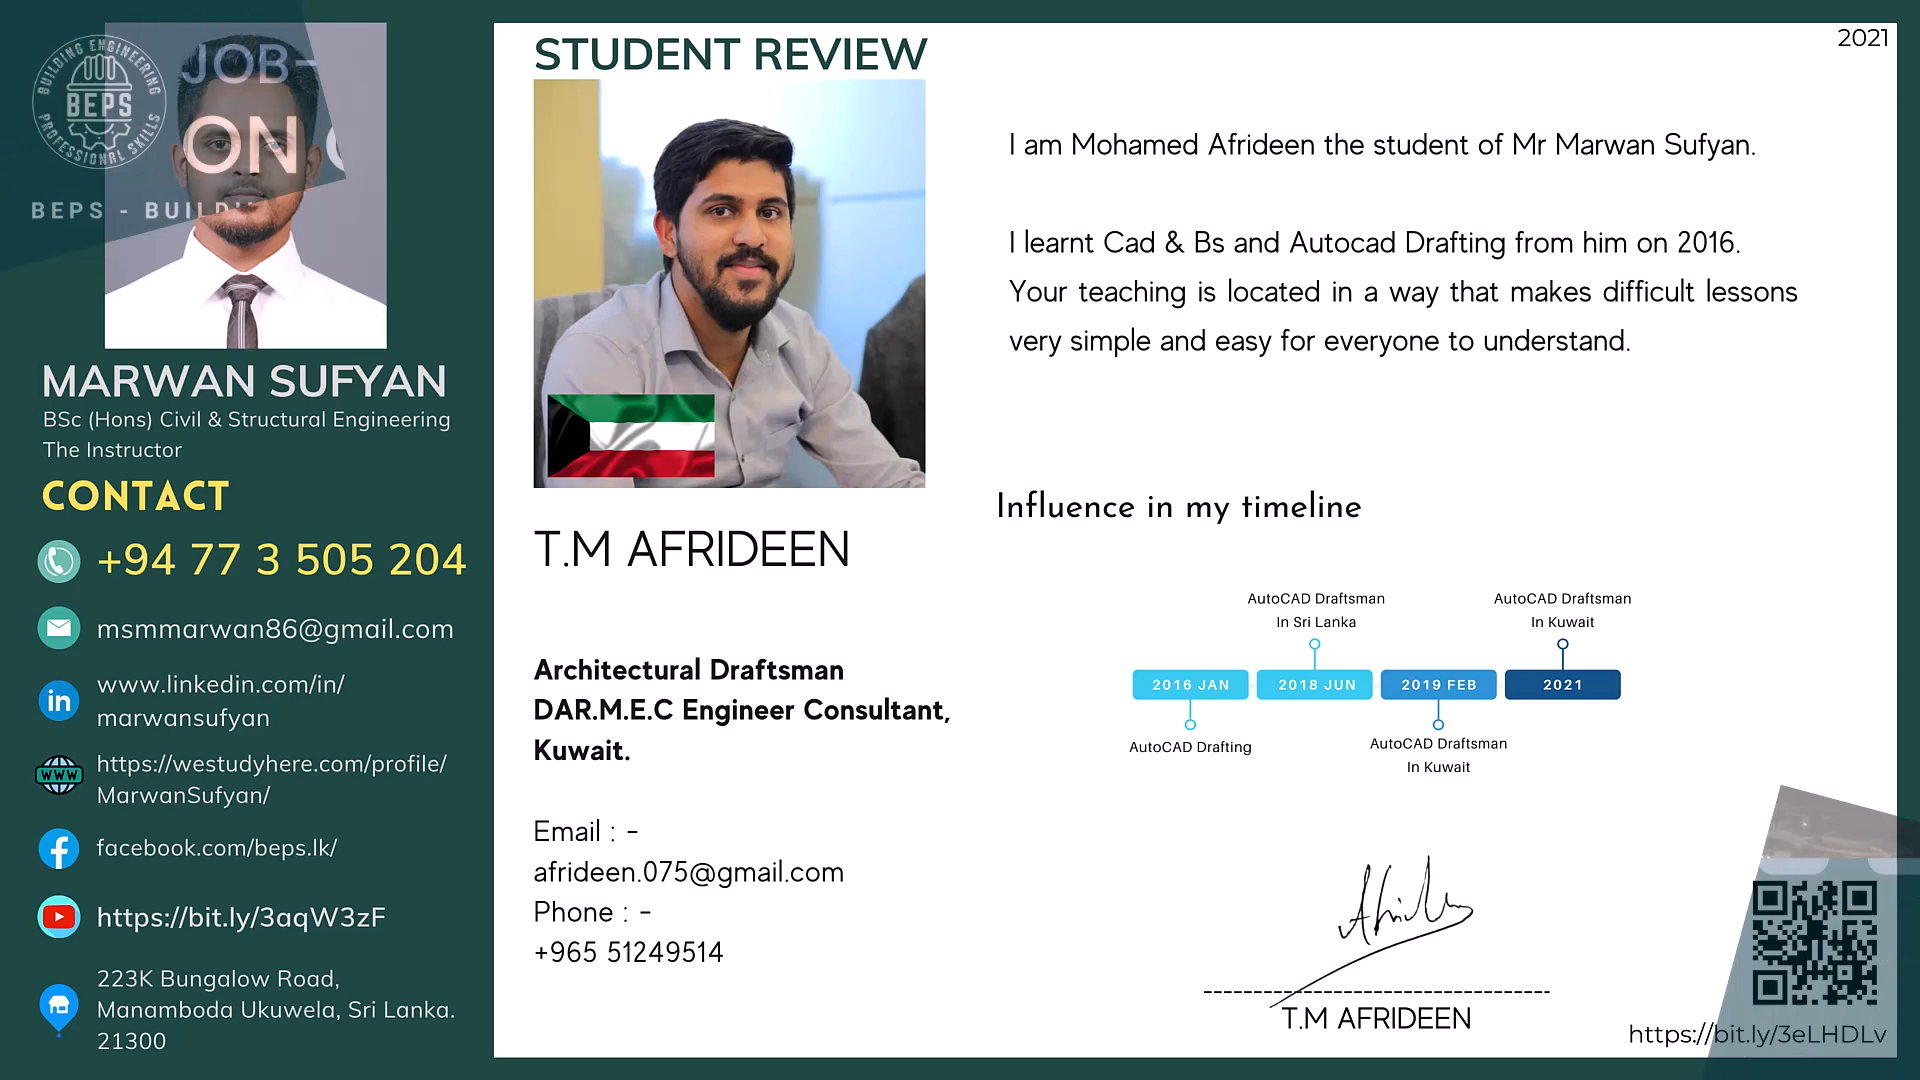 BUILDING ENGINEERING
BEPS
PROFESSIONAL SKILLS
JOB-
ON
BEPS - BUILDI
MARWAN SUFYAN
BSc (Hons) Civil & Structural Engineering
The Instructor
CONTACT
+94 77 3 505 204
msmmarwan86@gmail.com
www.linkedin.com/in/
marwansufyan
WWW
https://westudyhere.com/profile/
MarwanSufyan/
facebook.com/beps.lk/
https://bit.ly/3aqW3zF
223K Bungalow Road,
Manamboda Ukuwela, Sri Lanka.
21300
STUDENT REVIEW
T.M AFRIDEEN
Architectural Draftsman
DAR.M.E.C Engineer Consultant,
Kuwait.
Email : -
afrideen.075@gmail.com
Phone : -
+965 51249514
2021
I am Mohamed Afrideen the student of Mr Marwan Sufyan.
I learnt Cad & Bs and Autocad Drafting from him on 2016.
Your teaching is located in a way that makes difficult lessons
very simple and easy for everyone to understand.
Influence in my timeline
AutoCAD Draftsman
In Sri Lanka
AutoCAD Draftsman
In Kuwait
2016 JAN
2018 JUN
2019 FEB
2021
AutoCAD Drafting
AutoCAD Draftsman
In Kuwait
T.M AFRIDEEN
https://bit.ly/3eLHDLv